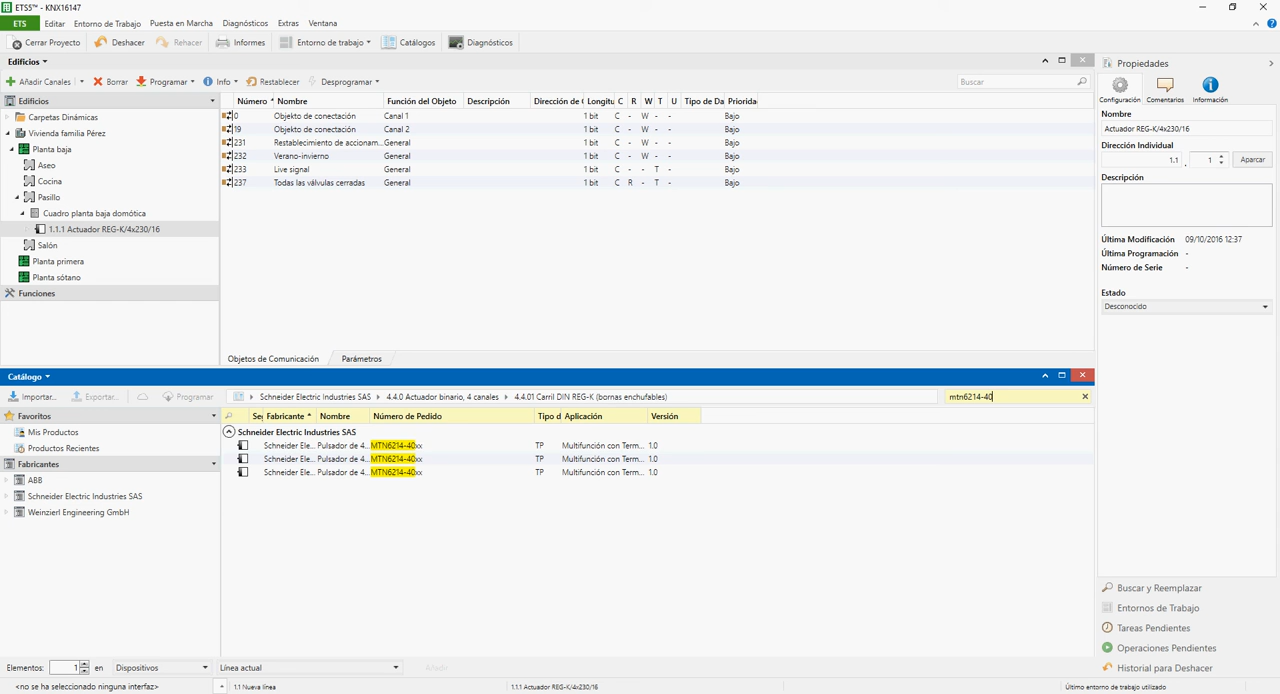 ETS5™ - KNX16147
ETS Editar Entorno de Trabajo Puesta en Marcha Diagnósticos Extras Ventana
Cerrar Proyecto Deshacer Rehacer Informes Entorno de trabajo Catálogos Diagnósticos
Edificios
Añadir Canales Borrar Programar Info Restablecer Desprogramar Buscar
Edificios
Carpetas Dinámicas
Vivienda familia Pérez
Planta baja
Aseo
Cocina
Pasillo
Cuadro planta baja domótica
1.1.1 Actuador REG-K/4x230/16
Salón
Planta primera
Planta sótano
Funciones
Número Nombre Función del Objeto Descripción Dirección de Longitu C R W T U Tipo de Da Priorida
0 Objekto de conectación Canal 1 1 bit C - W - - Bajo
19 Objekto de conectación Canal 2 1 bit C - W - - Bajo
231 Restablecimiento de accionam... General 1 bit C - W - - Bajo
232 Verano-invierno General 1 bit C - W - - Bajo
233 Live signal General 1 bit C - - T - Bajo
237 Todas las válvulas cerradas General 1 bit C R - T - Bajo
Objetos de Comunicación Parámetros
Propiedades
Configuración Comentarios Información
Nombre
Actuador REG-K/4x230/16
Dirección Individual
1.1 . 1 Aparcar
Descripción
Última Modificación 09/10/2016 12:37
Última Programación -
Número de Serie -
Estado
Desconocido
Buscar y Reemplazar
Entornos de Trabajo
Tareas Pendientes
Operaciones Pendientes
Historial para Deshacer
Catálogo
Importar... Exportar... Programar Schneider Electric Industries SAS 4.4.0 Actuador binario, 4 canales 4.4.01 Carril DIN REG-K (bornas enchufables) mtn6214-40
Favoritos
Mis Productos
Productos Recientes
Fabricantes
ABB
Schneider Electric Industries SAS
Weinzierl Engineering GmbH
Se Fabricante Nombre Número de Pedido Tipo d Aplicación Versión
Schneider Electric Industries SAS
Schneider Ele... Pulsador de 4... MTN6214-40xx TP Multifunción con Term... 1.0
Schneider Ele... Pulsador de 4... MTN6214-40xx TP Multifunción con Term... 1.0
Schneider Ele... Pulsador de 4... MTN6214-40xx TP Multifunción con Term... 1.0
Elementos: 1 en Dispositivos Línea actual Añadir
<no se ha seleccionado ninguna interfaz> 1.1 Nueva línea 1.1.1 Actuador REG-K/4x230/16 Último entorno de trabajo utilizado